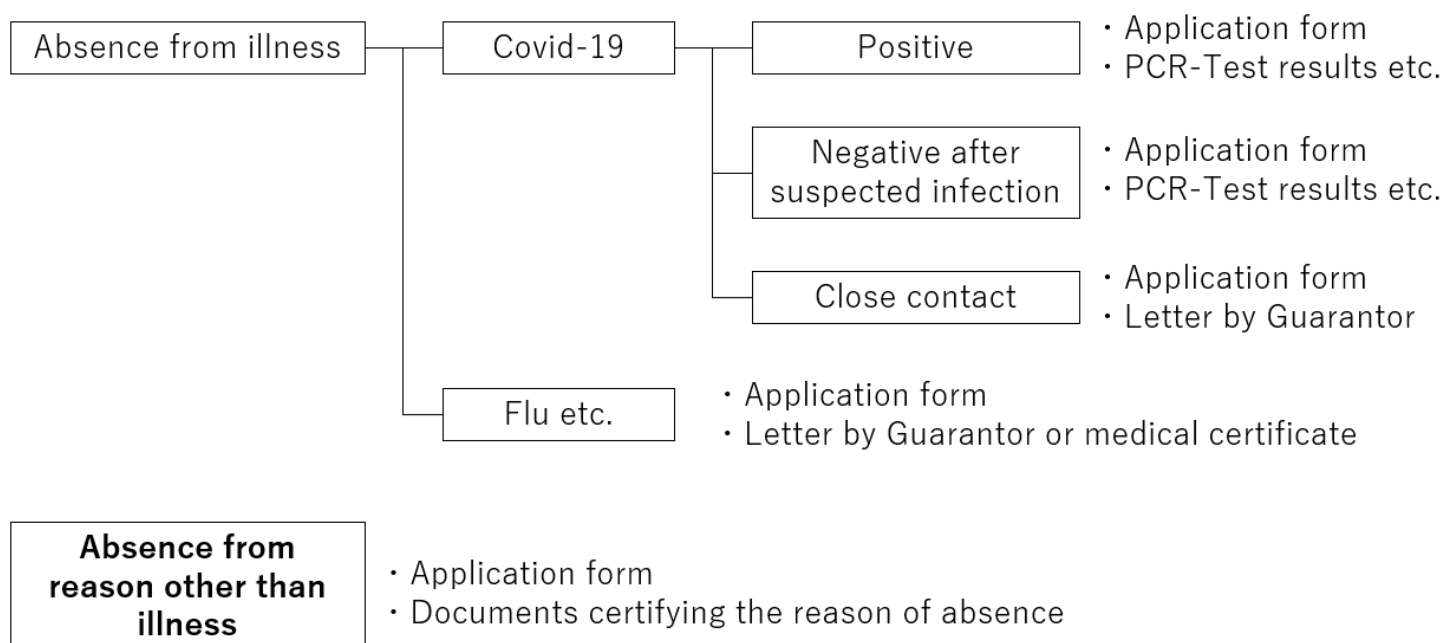 Absence from illness
Covid-19
Positive
・Application form
・PCR-Test results etc.
Negative after
suspected infection
・Application form
・PCR-Test results etc.
Close contact
・Application form
・Letter by Guarantor
Flu etc.
・Application form
・Letter by Guarantor or medical certificate
Absence from
reason other than
illness
・Application form
・Documents certifying the reason of absence